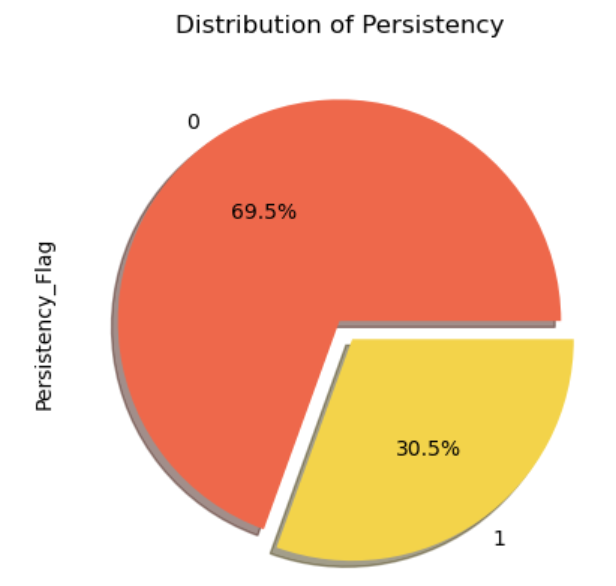 Distribution of Persistency
0
69.5%
Persistency_Flag
30.5%
1